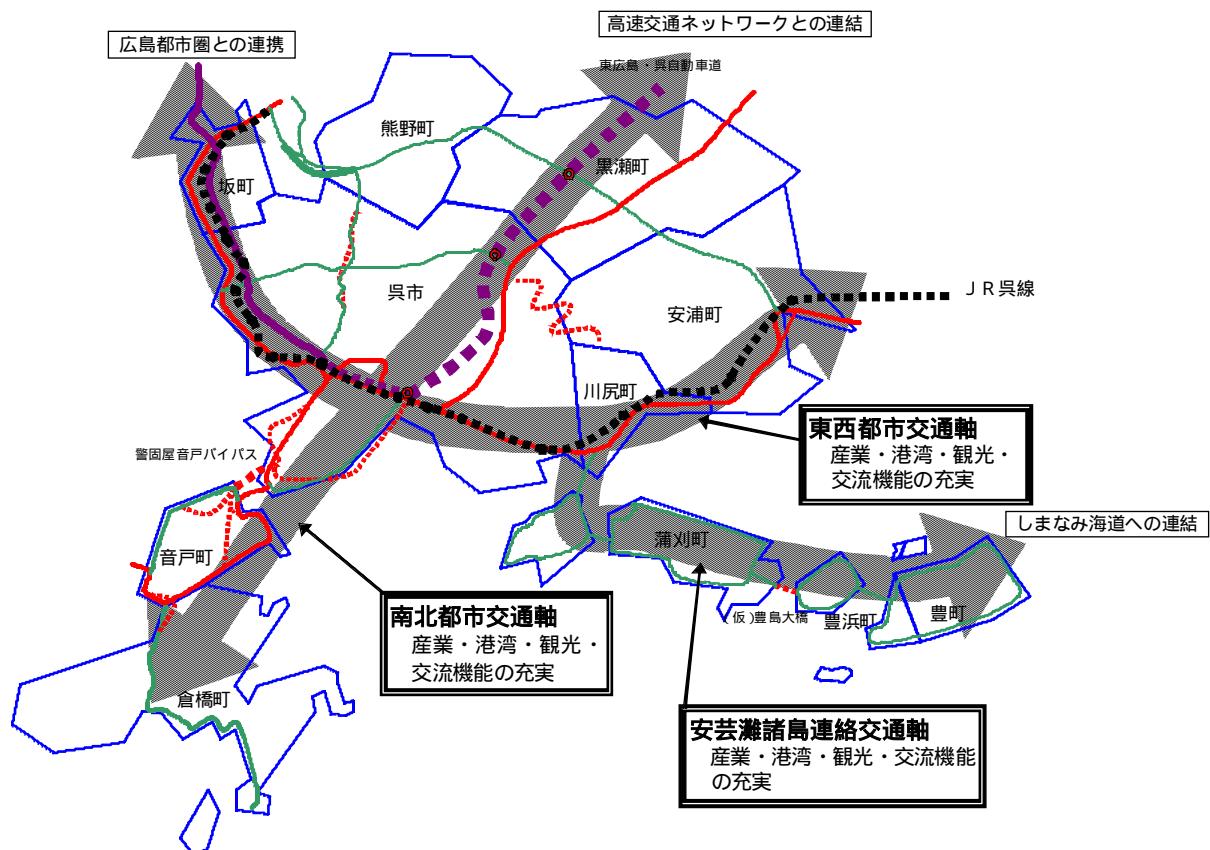 高速交通ネットワークとの連結
広島都市圏との連携
東広島・呉自動車道
熊野町
黒瀬町
坂町
呉市
ＪＲ呉線
安浦町
川尻町
東西都市交通軸
産業・港湾・観光・
交流機能の充実
警固屋音戸バイパス
しまなみ海道への連結
音戸町
蒲刈町
南北都市交通軸
産業・港湾・観光・
交流機能の充実
(仮)豊島大橋
豊浜町
豊町
倉橋町
安芸灘諸島連絡交通軸
産業・港湾・観光・交流機能
の充実